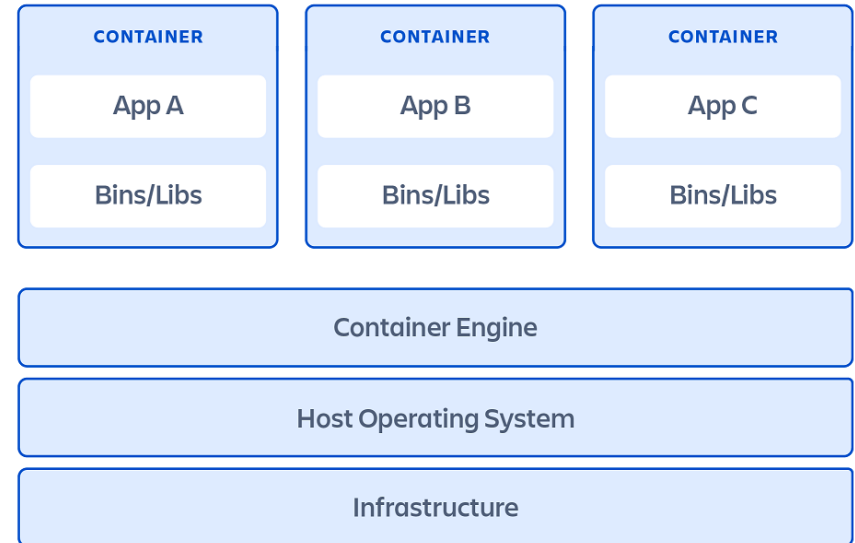 CONTAINER
App A
Bins/Libs
CONTAINER
App B
Bins/Libs
CONTAINER
App C
Bins/Libs
Container Engine
Host Operating System
Infrastructure